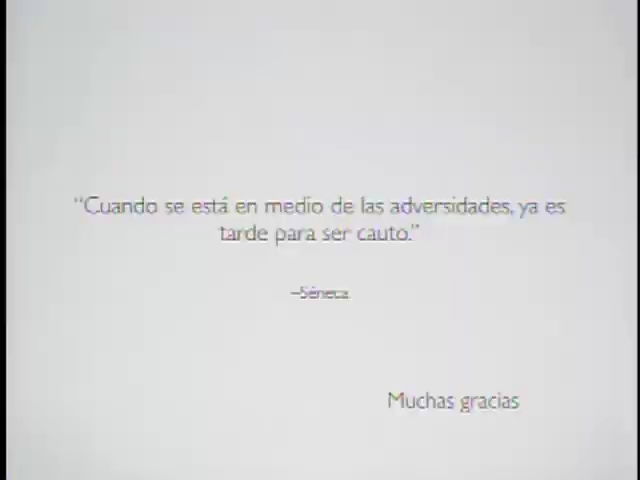 “Cuando se está en medio de las adversidades, ya es
tarde para ser cauto.”
–Séneca
Muchas gracias